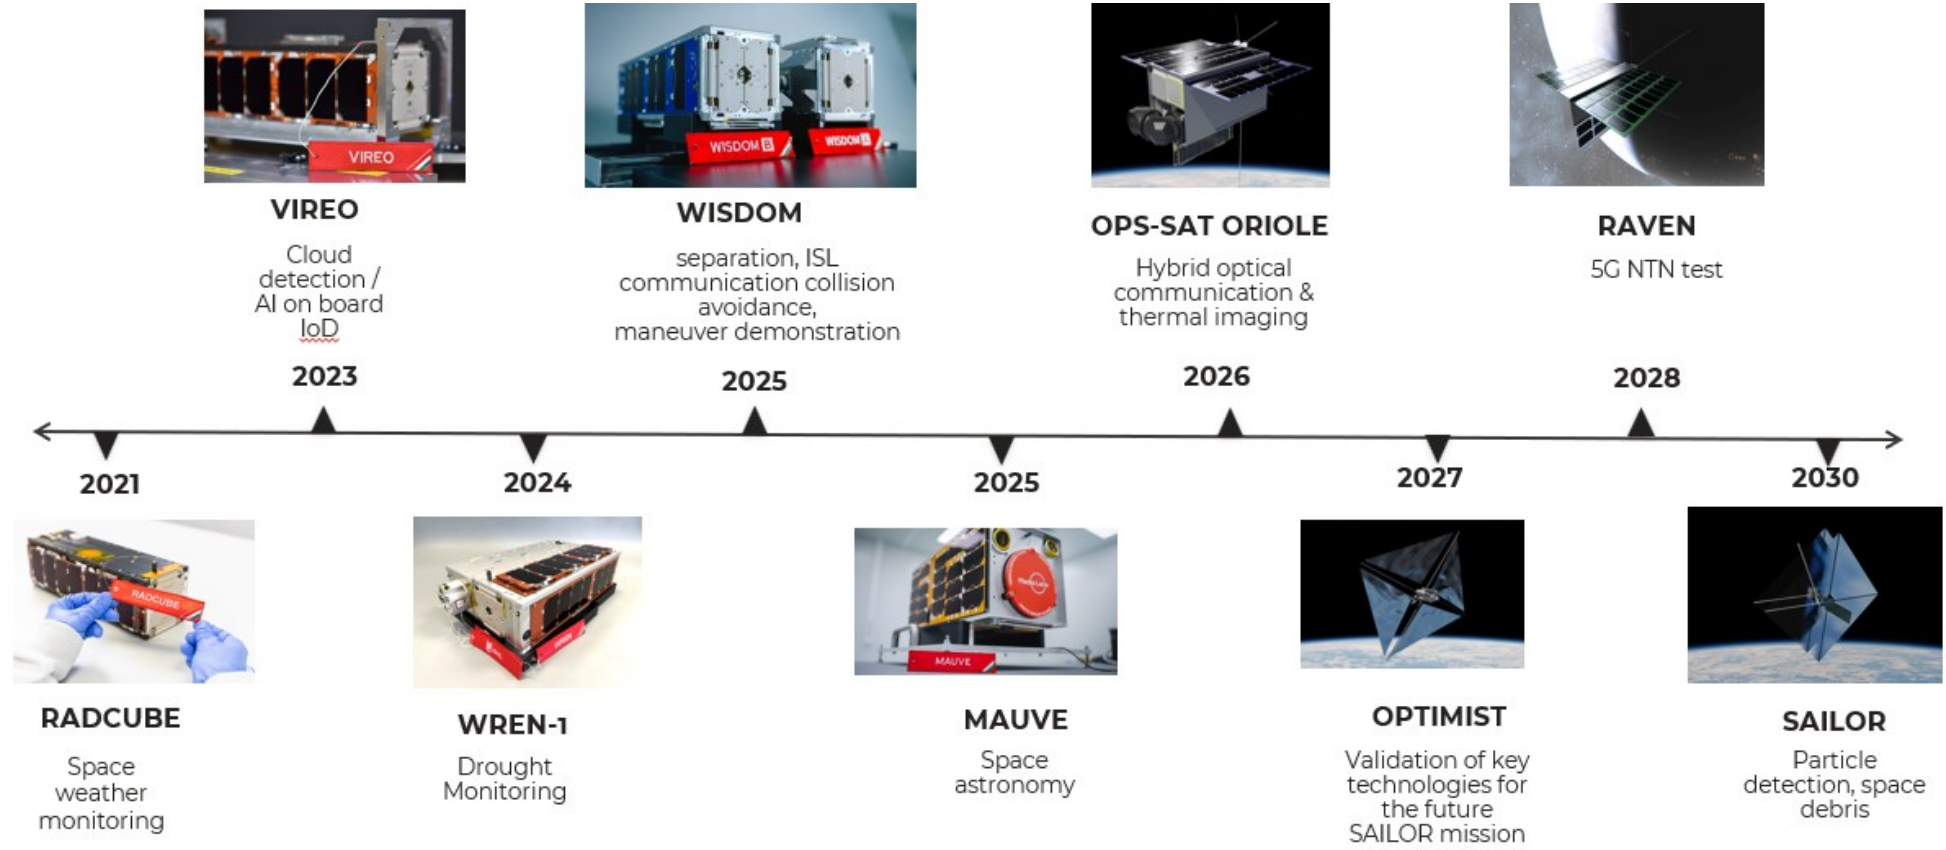 VIREO
WISDOM B
WISDOM A
VIREO
Cloud
detection /
AI on board
IoD
2023
WISDOM
separation, ISL
communication collision
avoidance,
maneuver demonstration
2025
OPS-SAT ORIOLE
Hybrid optical
communication &
thermal imaging
2026
RAVEN
5G NTN test
2028
2021
RADCUBE
RADCUBE
Space
weather
monitoring
2024
WREN
WREN-1
Drought
Monitoring
2025
MAUVE
MAUVE
Space
astronomy
2027
OPTIMIST
Validation of key
technologies for
the future
SAILOR mission
2030
SAILOR
Particle
detection, space
debris